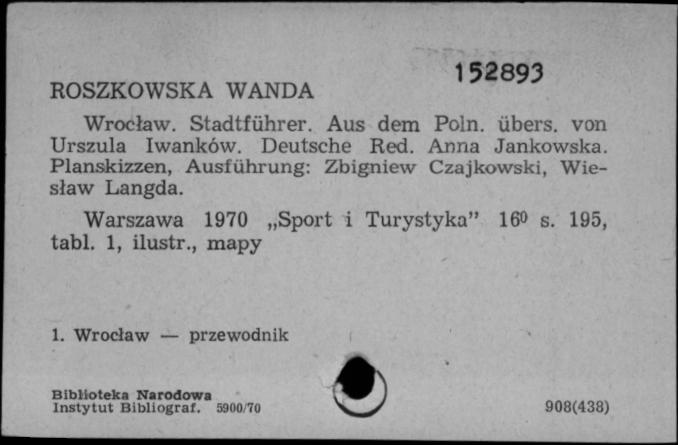 152893
ROSZKOWSKA WANDA
Wrocław. Stadtführer. Aus dem Poln. übers. von
Urszula Iwanków. Deutsche Red. Anna Jankowska.
Planskizzen, Ausführung: Zbigniew Czajkowski, Wie-
sław Langda.
Warszawa 1970 „Sport i Turystyka” 16⁰ s. 195,
tabl. 1, ilustr., mapy
1. Wrocław — przewodnik
Biblioteka Narodowa
Instytut Bibliograf. 5900/70
908(438)